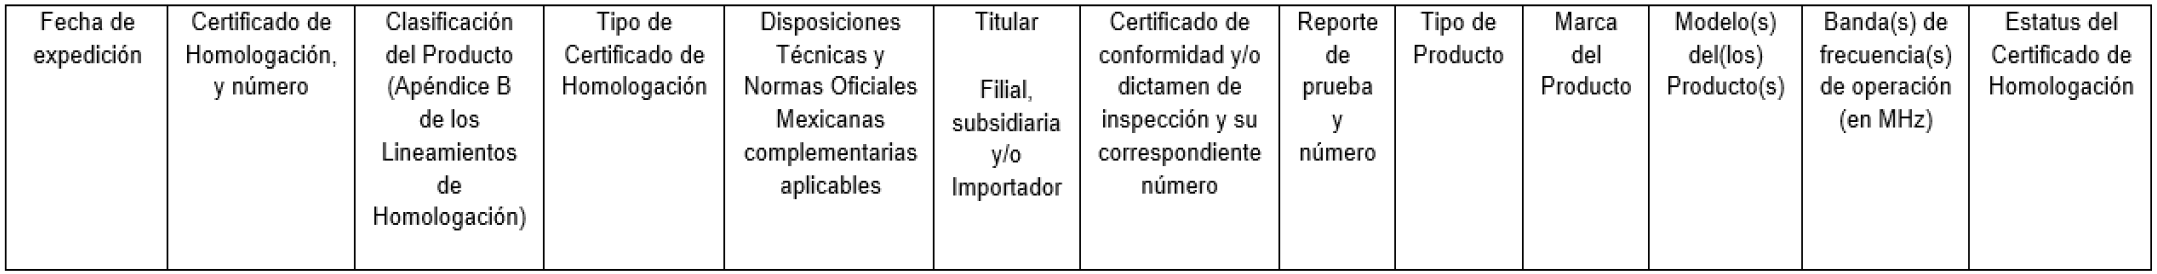 Fecha de
expedición
Certificado de
Homologación,
y número
Clasificación
del Producto
(Apéndice B
de los
Lineamientos
de
Homologación)
Tipo de
Certificado de
Homologación
Disposiciones
Técnicas y
Normas Oficiales
Mexicanas
complementarias
aplicables
Titular
Filial,
subsidiaria
y/o
Importador
Certificado de
conformidad y/o
dictamen de
inspección y su
correspondiente
número
Reporte
de
prueba
y
número
Tipo de
Producto
Marca
del
Producto
Modelo(s)
del(los)
Producto(s)
Banda(s) de
frecuencia(s)
de operación
(en MHz)
Estatus del
Certificado de
Homologación